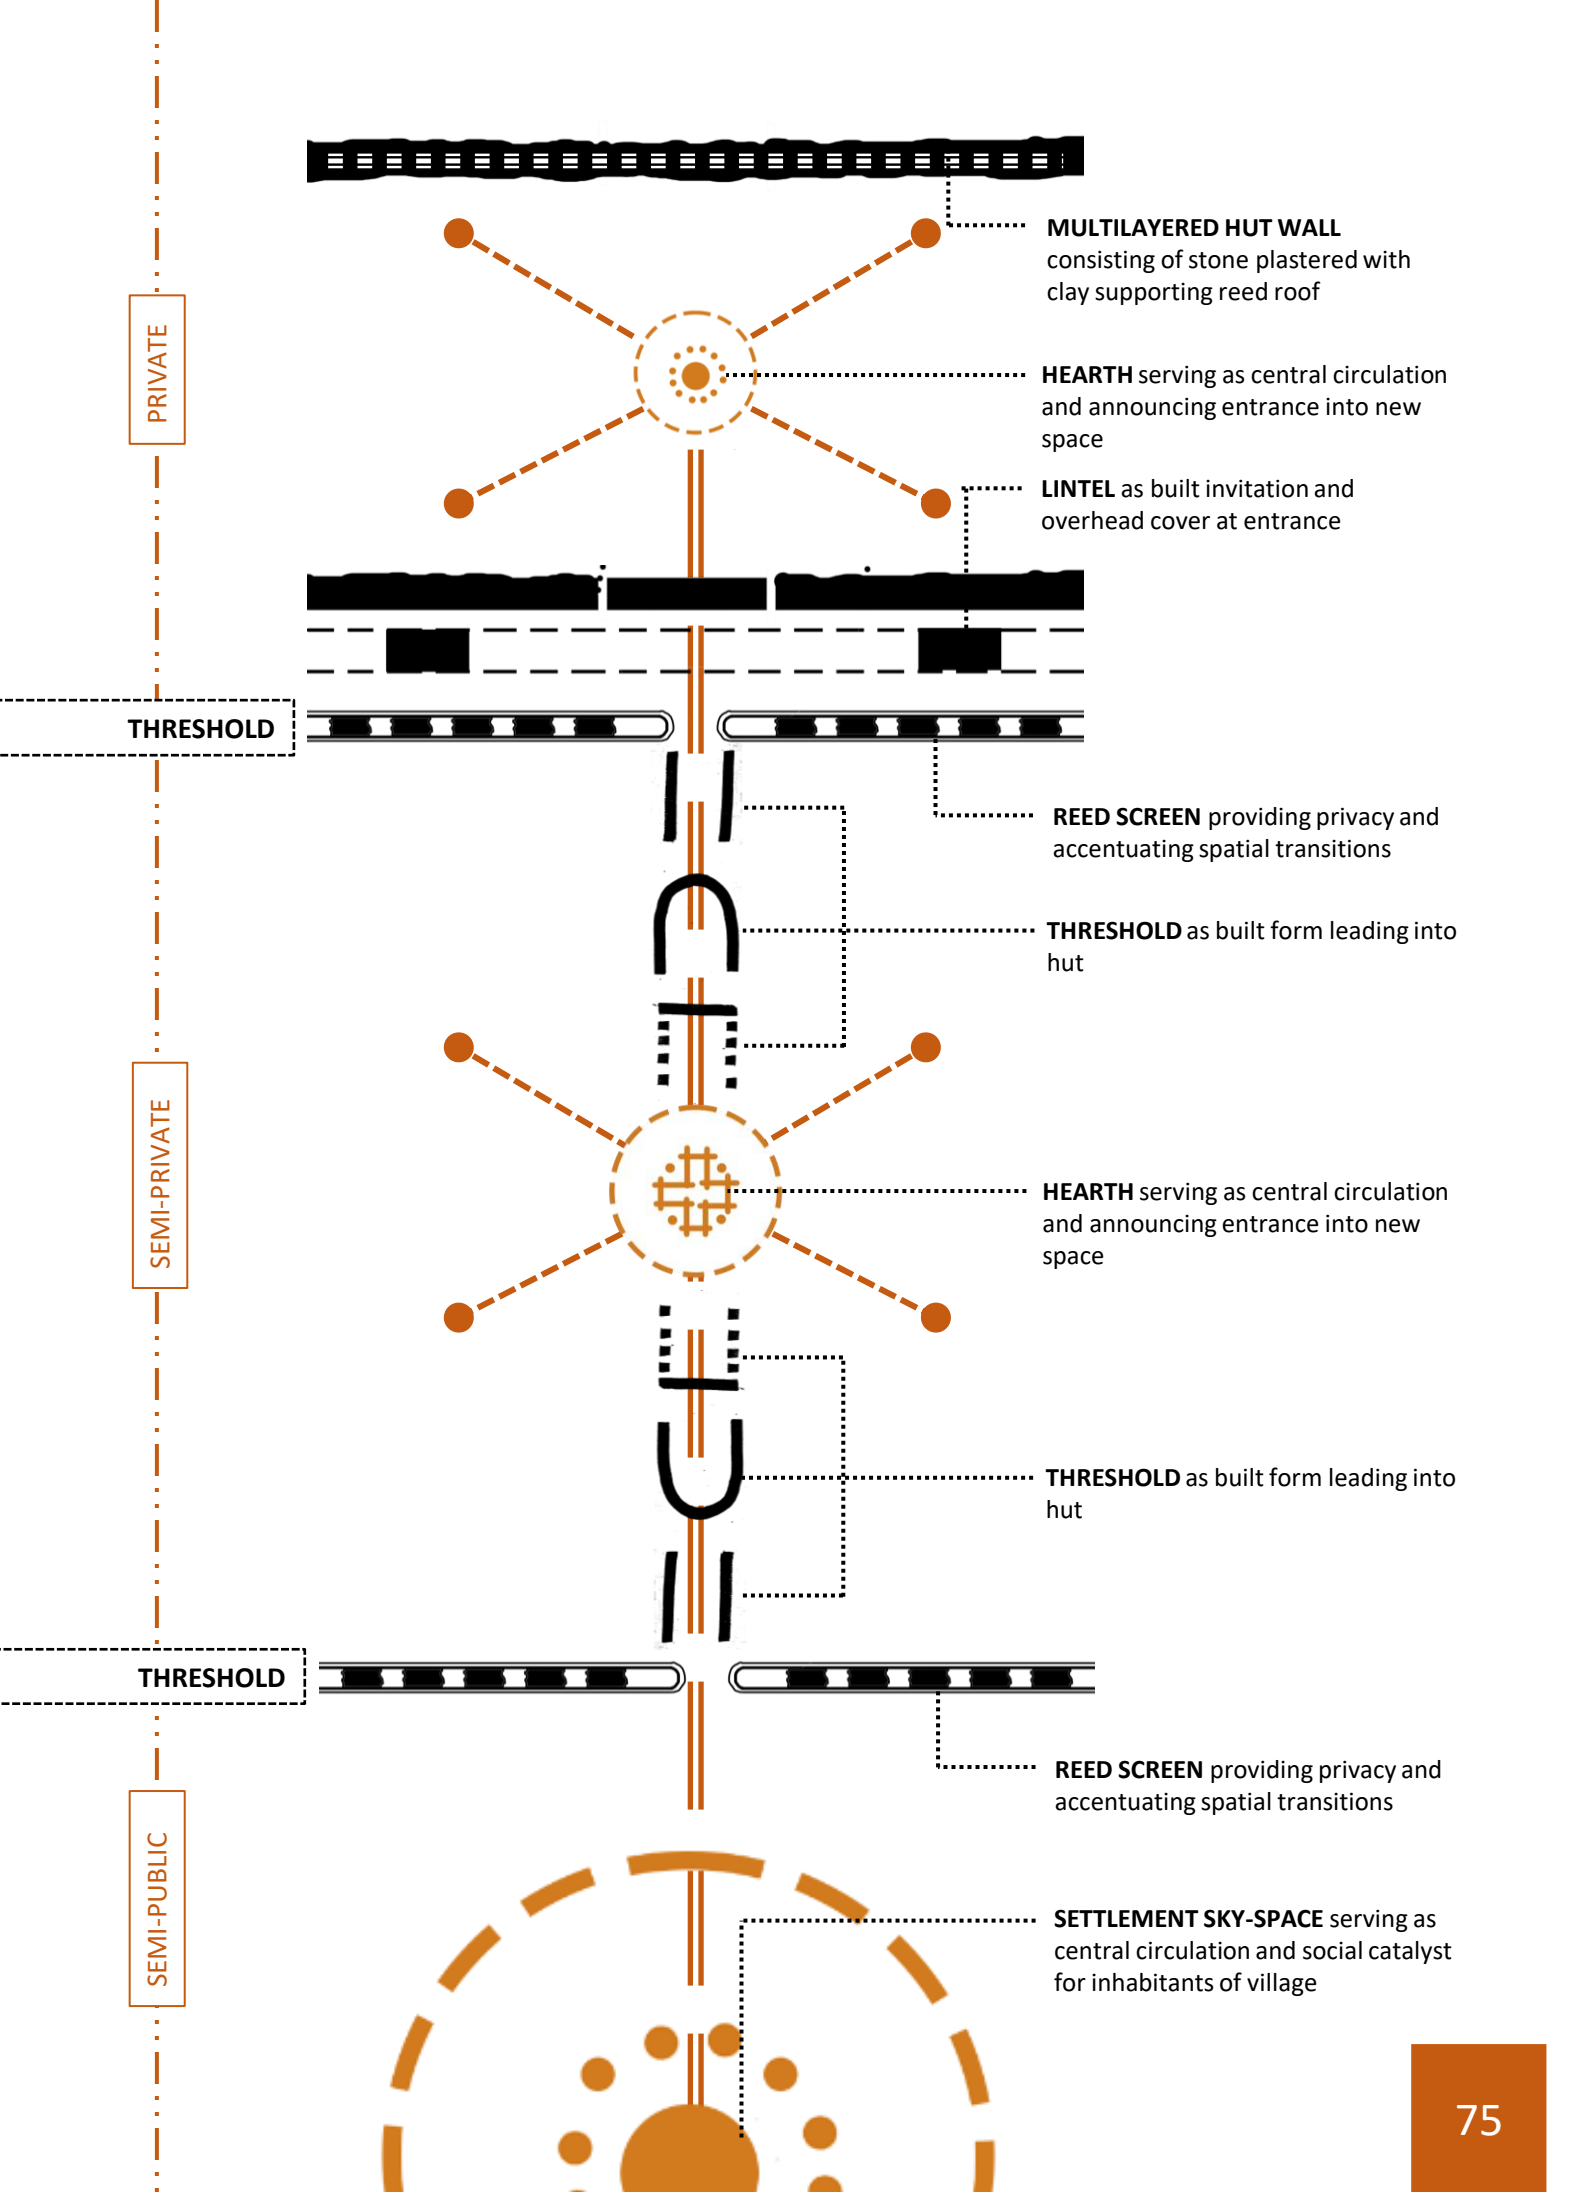 MULTILAYERED HUT WALL
consisting of stone plastered with
clay supporting reed roof
PRIVATE
HEARTH serving as central circulation
and announcing entrance into new
space
LINTEL as built invitation and
overhead cover at entrance
THRESHOLD
REED SCREEN providing privacy and
accentuating spatial transitions
THRESHOLD as built form leading into
hut
SEMI-PRIVATE
HEARTH serving as central circulation
and announcing entrance into new
space
THRESHOLD as built form leading into
hut
THRESHOLD
REED SCREEN providing privacy and
accentuating spatial transitions
SEMI-PUBLIC
SETTLEMENT SKY-SPACE serving as
central circulation and social catalyst
for inhabitants of village
75